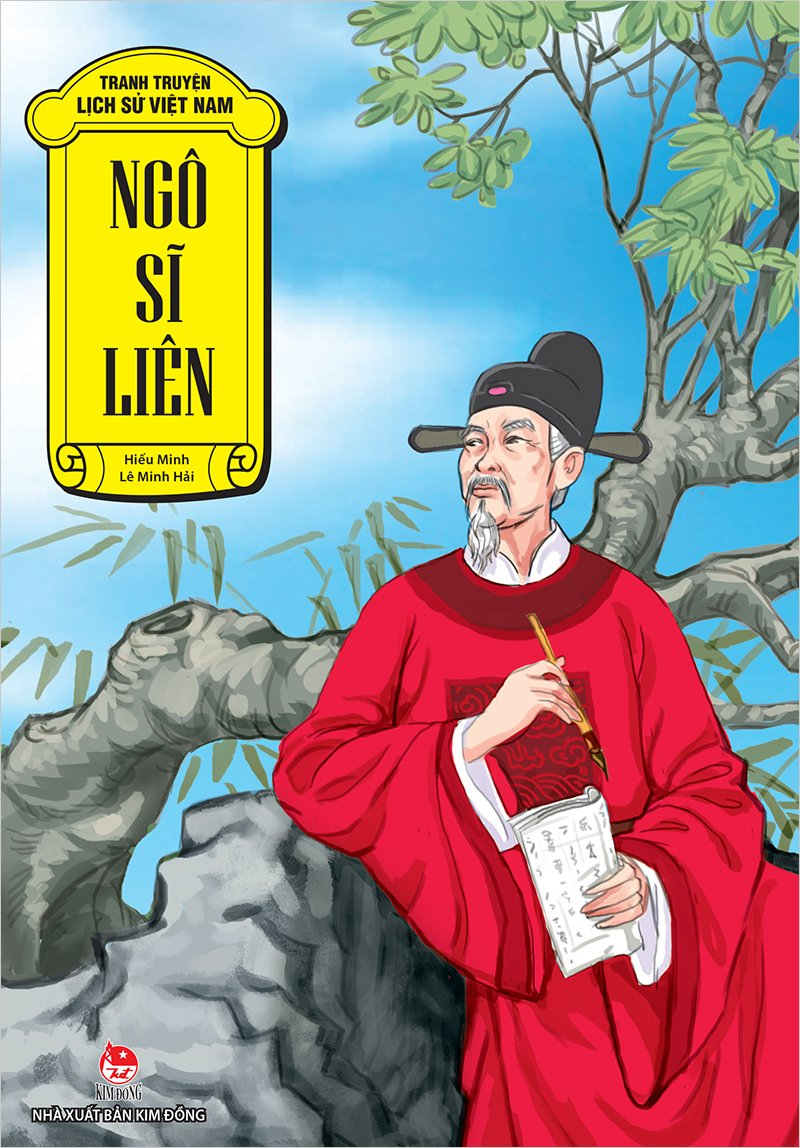 TRANH TRUYỆN
LỊCH SỬ VIỆT NAM
NGÔ
SĨ
LIÊN
Hiếu Minh
Lê Minh Hải
KIM ĐỒNG
NHÀ XUẤT BẢN KIM ĐỒNG